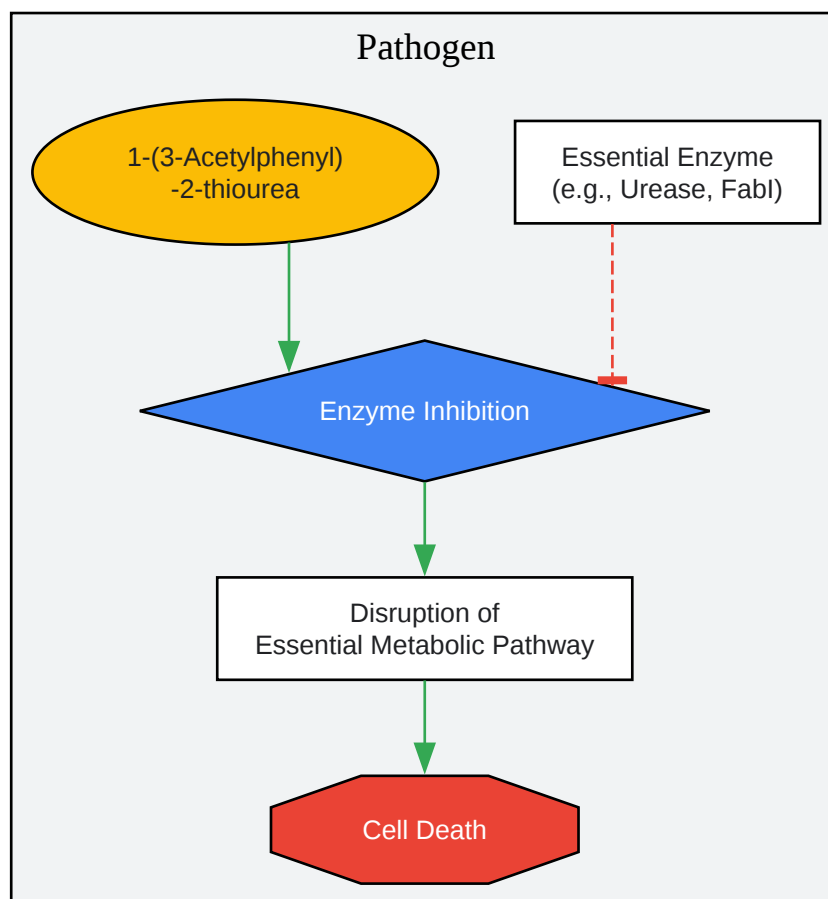 Pathogen
1-(3-Acetylphenyl)
-2-thiourea
Essential Enzyme
(e.g., Urease, FabI)
Enzyme Inhibition
Disruption of
Essential Metabolic Pathway
Cell Death